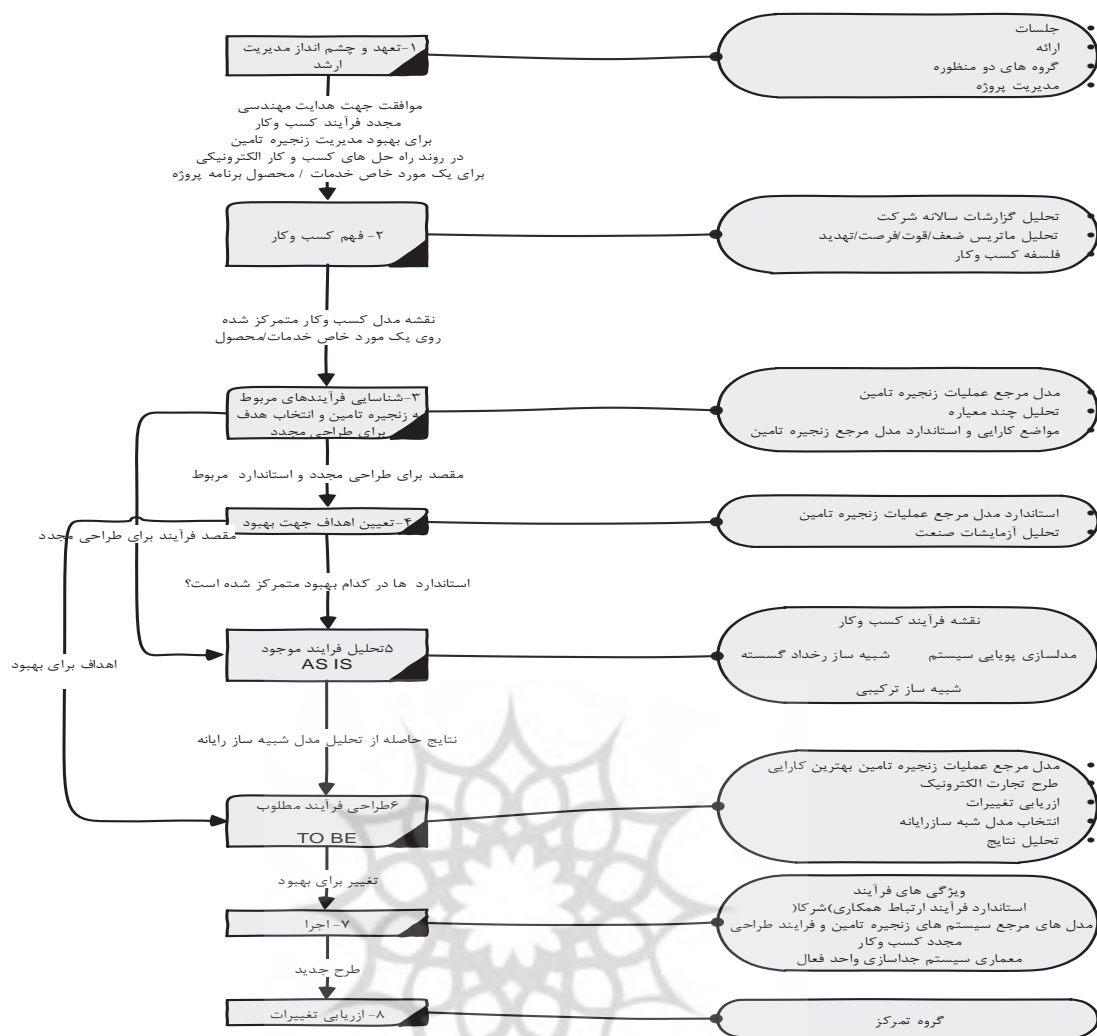 ۱-تعهد و چشم انداز مدیریت
ارشد
• جلسات
• ارائه
• گروه های دو منظوره
• مدیریت پروژه
موافقت جهت هدایت مهندسی
مجدد فرآیند کسب وکار
برای بهبود مدیریت زنجیره تامین
در روند راه حل های کسب و کار الکترونیکی
برای یک مورد خاص خدمات / محصول برنامه پروژه
۲- فهم کسب وکار
• تحلیل گزارشات سالانه شرکت
• تحلیل ماتریس ضعف/قوت/فرصت/تهدید
• فلسفه کسب وکار
نقشه مدل کسب وکار متمرکز شده
روی یک مورد خاص خدمات/محصول
۳-شناسایی فرآیندهای مربوط
به زنجیره تامین و انتخاب هدف
برای طراحی مجدد
• مدل مرجع عملیات زنجیره تامین
• تحلیل چند معیاره
• مواضع کارایی و استاندارد مدل مرجع زنجیره تامین
مقصد برای طراحی مجدد و استاندارد مربوط
۴-تعیین اهداف جهت بهبود
• استاندارد مدل مرجع عملیات زنجیره تامین
• تحلیل آزمایشات صنعت
مقصد فرآیند برای طراحی مجدد
استاندارد ها در کدام بهبود متمرکز شده است؟
۵تحلیل فرایند موجود
AS IS
نقشه فرآیند کسب وکار
مدلسازی پویایی سیستم شبیه ساز رخداد گسسته
شبیه ساز ترکیبی
اهداف برای بهبود
نتایج حاصله از تحلیل مدل شبیه ساز رایانه
۶طراحی فرآیند مطلوب
TO BE
• مدل مرجع عملیات زنجیره تامین بهترین کارایی
• طرح تجارت الکترونیک
• ازریابی تغییرات
• انتخاب مدل شبه سازرایانه
• تحلیل نتایج
تغییر برای بهبود
۷- اجرا
ویژگی های فرآیند
استاندارد فرآیند ارتباط همکاری)شرکا(
مدل های مرجع سیستم های زنجیره تامین و فرایند طراحی
مجدد کسب وکار
معماری سیستم جداسازی واحد فعال
طرح جدید
۸- ازریابی تغییرات
گروه تمرکز